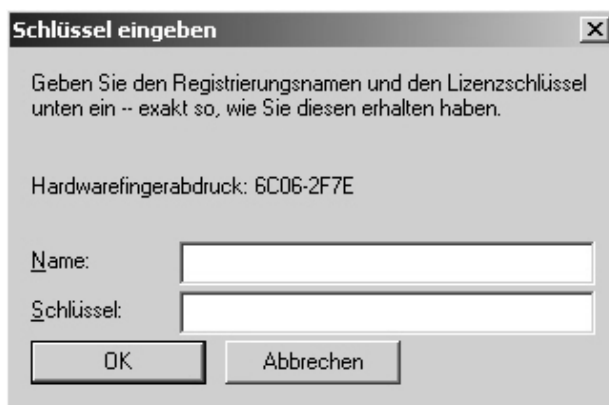 Schlüssel eingeben
Geben Sie den Registrierungsnamen und den Lizenzschlüssel
unten ein -- exakt so, wie Sie diesen erhalten haben.
Hardwarefingerabdruck: 6C06-2F7E
Name:
Schlüssel:
OK Abbrechen